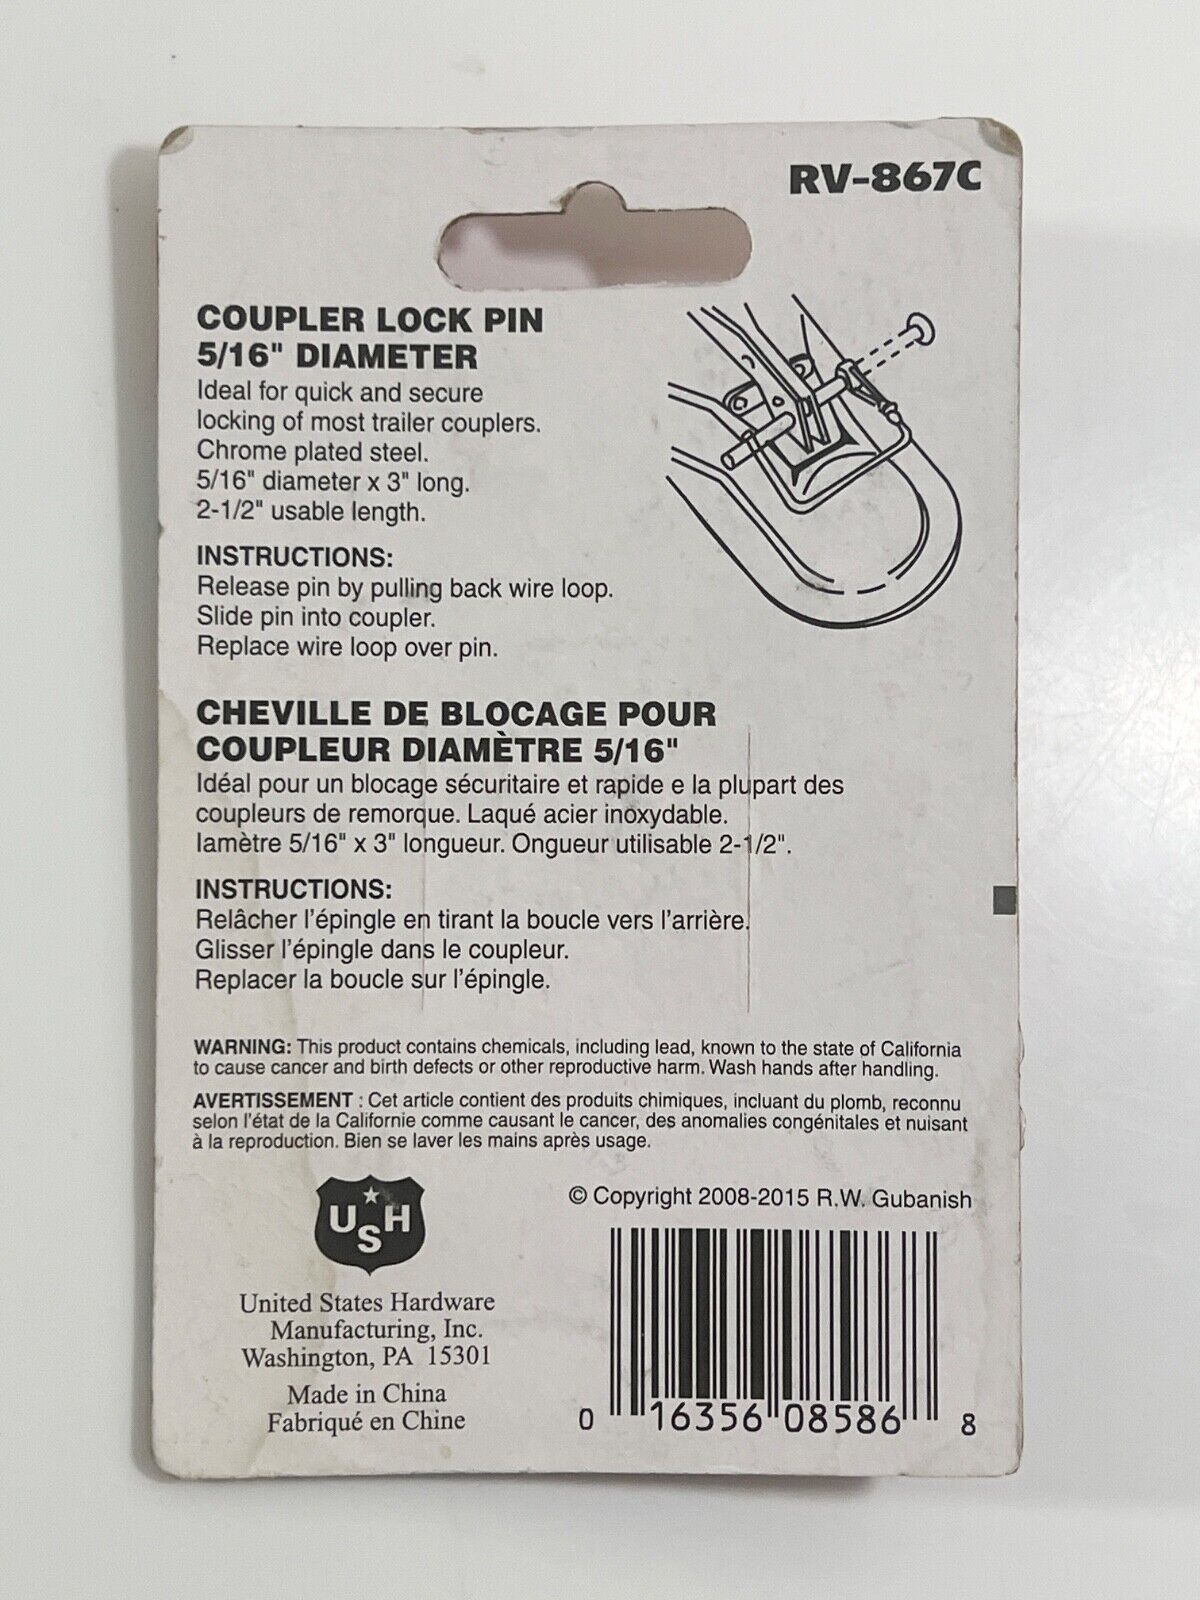 RV-867C
COUPLER LOCK PIN
5/16" DIAMETER
Ideal for quick and secure
locking of most trailer couplers.
Chrome plated steel.
5/16" diameter x 3" long.
2-1/2" usable length.
INSTRUCTIONS:
Release pin by pulling back wire loop.
Slide pin into coupler.
Replace wire loop over pin.
CHEVILLE DE BLOCAGE POUR
COUPLEUR DIAMÈTRE 5/16"
Idéal pour un blocage sécuritaire et rapide e la plupart des
coupleurs de remorque. Laqué acier inoxydable.
lamètre 5/16" x 3" longueur. Ongueur utilisable 2-1/2".
INSTRUCTIONS:
Relâcher l'épingle en tirant la boucle vers l'arrière.
Glisser l'épingle dans le coupleur.
Replacer la boucle sur l'épingle.
WARNING: This product contains chemicals, including lead, known to the state of California
to cause cancer and birth defects or other reproductive harm. Wash hands after handling.
AVERTISSEMENT : Cet article contient des produits chimiques, incluant du plomb, reconnu
selon l'état de la Californie comme causant le cancer, des anomalies congénitales et nuisant
à la reproduction. Bien se laver les mains après usage.
USH
United States Hardware
Manufacturing, Inc.
Washington, PA 15301
Made in China
Fabriqué en Chine
© Copyright 2008-2015 R.W. Gubanish
0 16356 08586 8